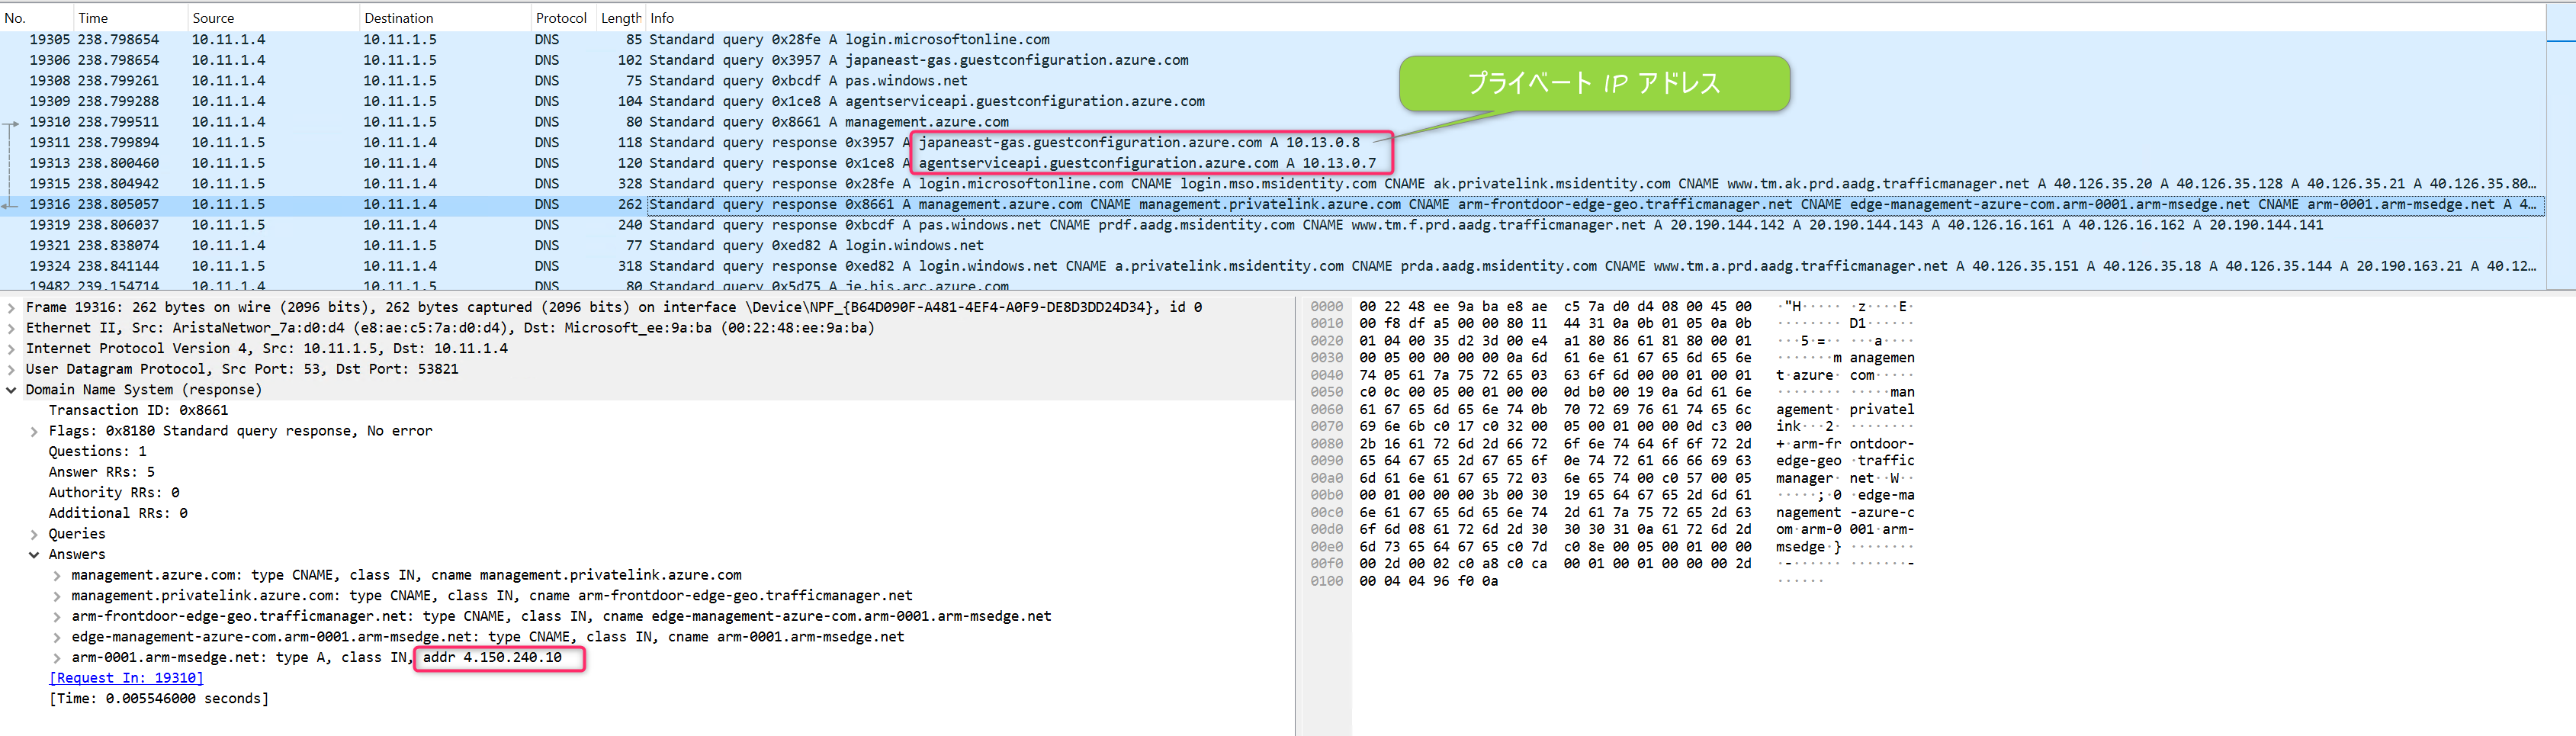 No. Time Source Destination Protocol Length Info
19305 238.798654 10.11.1.4 10.11.1.5 DNS 85 Standard query 0x28fe A login.microsoftonline.com
19306 238.798654 10.11.1.4 10.11.1.5 DNS 102 Standard query 0x3957 A japaneast-gas.guestconfiguration.azure.com
19308 238.799261 10.11.1.4 10.11.1.5 DNS 75 Standard query 0xbcdf A pas.windows.net
19309 238.799288 10.11.1.4 10.11.1.5 DNS 104 Standard query 0x1ce8 A agentserviceapi.guestconfiguration.azure.com
19310 238.799511 10.11.1.4 10.11.1.5 DNS 80 Standard query 0x8661 A management.azure.com
19311 238.799894 10.11.1.5 10.11.1.4 DNS 118 Standard query response 0x3957 A japaneast-gas.guestconfiguration.azure.com A 10.13.0.8
19313 238.800460 10.11.1.5 10.11.1.4 DNS 120 Standard query response 0x1ce8 A agentserviceapi.guestconfiguration.azure.com A 10.13.0.7
19315 238.804942 10.11.1.5 10.11.1.4 DNS 328 Standard query response 0x28fe A login.microsoftonline.com CNAME login.mso.msidentity.com CNAME ak.privatelink.msidentity.com CNAME www.tm.ak.prd.aadg.trafficmanager.net A 40.126.35.20 A 40.126.35.128 A 40.126.35.21 A 40.126.35.80…
19316 238.805057 10.11.1.5 10.11.1.4 DNS 262 Standard query response 0x8661 A management.azure.com CNAME management.privatelink.azure.com CNAME arm-frontdoor-edge-geo.trafficmanager.net CNAME edge-management-azure-com.arm-0001.arm-msedge.net CNAME arm-0001.arm-msedge.net A 4…
19319 238.806037 10.11.1.5 10.11.1.4 DNS 240 Standard query response 0xbcdf A pas.windows.net CNAME prdf.aadg.msidentity.com CNAME www.tm.f.prd.aadg.trafficmanager.net A 20.190.144.142 A 20.190.144.143 A 40.126.16.161 A 40.126.16.162 A 20.190.144.141
19321 238.838074 10.11.1.4 10.11.1.5 DNS 77 Standard query 0xed82 A login.windows.net
19324 238.841144 10.11.1.5 10.11.1.4 DNS 318 Standard query response 0xed82 A login.windows.net CNAME a.privatelink.msidentity.com CNAME prda.aadg.msidentity.com CNAME www.tm.a.prd.aadg.trafficmanager.net A 40.126.35.151 A 40.126.35.18 A 40.126.35.144 A 20.190.163.21 A 40.12…
19482 239.154714 10.11.1.4 10.11.1.5 DNS 80 Standard query 0x5d75 A je.his.arc.azure.com
プライベート IP アドレス
Frame 19316: 262 bytes on wire (2096 bits), 262 bytes captured (2096 bits) on interface \Device\NPF_{B64D090F-A481-4EF4-A0F9-DE8D3DD24D34}, id 0
Ethernet II, Src: AristaNetwor_7a:d0:d4 (e8:ae:c5:7a:d0:d4), Dst: Microsoft_ee:9a:ba (00:22:48:ee:9a:ba)
Internet Protocol Version 4, Src: 10.11.1.5, Dst: 10.11.1.4
User Datagram Protocol, Src Port: 53, Dst Port: 53821
Domain Name System (response)
Transaction ID: 0x8661
Flags: 0x8180 Standard query response, No error
Questions: 1
Answer RRs: 5
Authority RRs: 0
Additional RRs: 0
Queries
Answers
management.azure.com: type CNAME, class IN, cname management.privatelink.azure.com
management.privatelink.azure.com: type CNAME, class IN, cname arm-frontdoor-edge-geo.trafficmanager.net
arm-frontdoor-edge-geo.trafficmanager.net: type CNAME, class IN, cname edge-management-azure-com.arm-0001.arm-msedge.net
edge-management-azure-com.arm-0001.arm-msedge.net: type CNAME, class IN, cname arm-0001.arm-msedge.net
arm-0001.arm-msedge.net: type A, class IN, addr 4.150.240.10
[Request In: 19310]
[Time: 0.005546000 seconds]
0000 00 22 48 ee 9a ba e8 ae c5 7a d0 d4 08 00 45 00 ·"H····· ·z····E·
0010 00 f8 df a5 00 00 80 11 44 31 0a 0b 01 05 0a 0b ········ D1······
0020 01 04 00 35 d2 3d 00 e4 a1 80 86 61 81 80 00 01 ···5·=·· ···a····
0030 00 05 00 00 00 00 0a 6d 61 6e 61 67 65 6d 65 6e ·······m anagemen
0040 74 05 61 7a 75 72 65 03 63 6f 6d 00 00 01 00 01 t·azure· com·····
0050 c0 0c 00 05 00 01 00 00 0d b0 00 19 0a 6d 61 6e ········ ·····man
0060 61 67 65 6d 65 6e 74 0b 70 72 69 76 61 74 65 6c agement· privatel
0070 69 6e 6b c0 17 c0 32 00 05 00 01 00 00 0d c3 00 ink···2· ········
0080 2b 16 61 72 6d 2d 66 72 6f 6e 74 64 6f 6f 72 2d +·arm-fr ontdoor-
0090 65 64 67 65 2d 67 65 6f 0e 74 72 61 66 66 69 63 edge-geo ·traffic
00a0 6d 61 6e 61 67 65 72 03 6e 65 74 00 c0 57 00 05 manager· net··W··
00b0 00 01 00 00 00 3b 00 30 19 65 64 67 65 2d 6d 61 ·····;·0 ·edge-ma
00c0 6e 61 67 65 6d 65 6e 74 2d 61 7a 75 72 65 2d 63 nagement -azure-c
00d0 6f 6d 08 61 72 6d 2d 30 30 30 31 0a 61 72 6d 2d om·arm-0 001·arm-
00e0 6d 73 65 64 67 65 c0 7d c0 8e 00 05 00 01 00 00 msedge·} ········
00f0 00 2d 00 02 c0 a8 c0 ca 00 01 00 01 00 00 00 2d ·-······ ·······-
0100 00 04 04 96 f0 0a ······